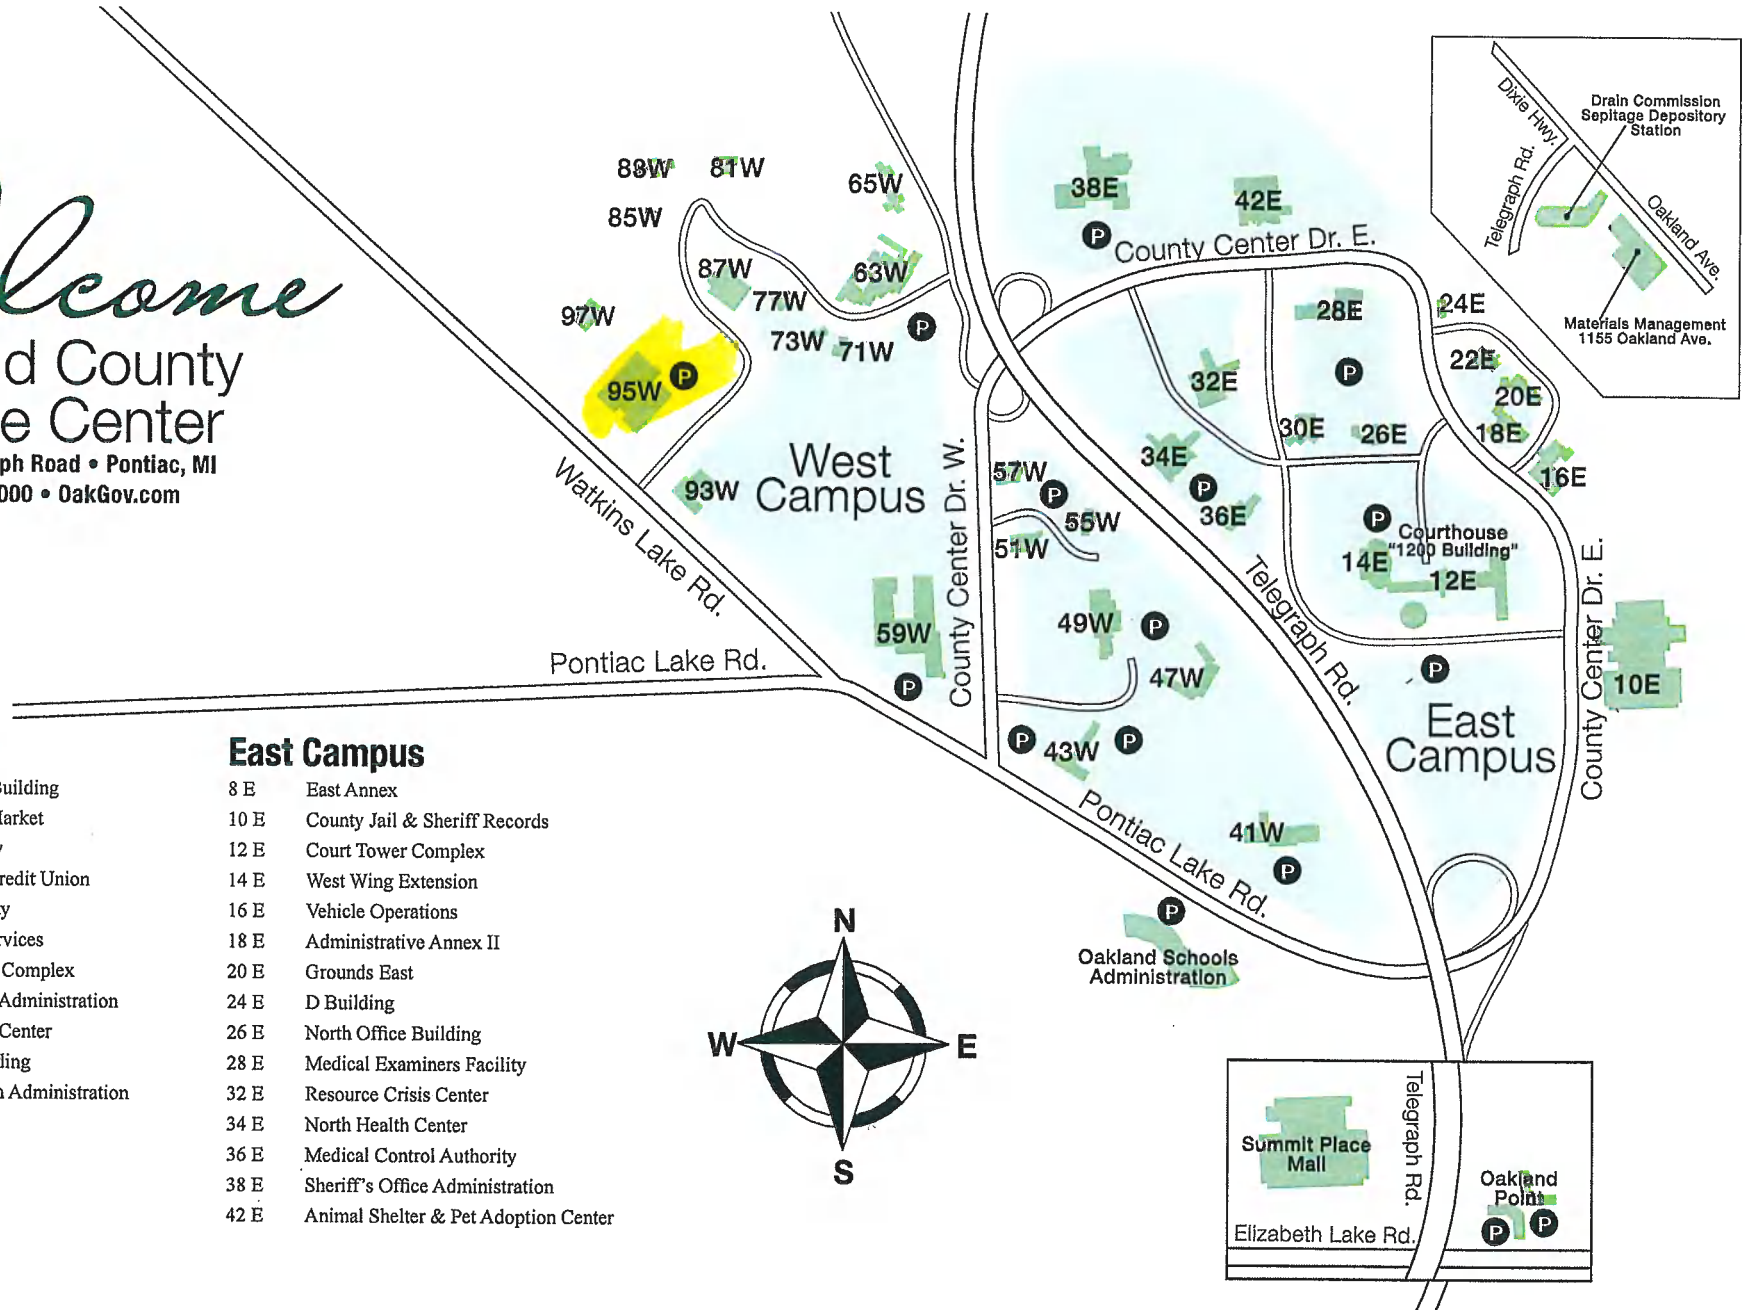 lcome
d County
e Center
ph Road • Pontiac, MI
000 • OakGov.com
uilding
arket
y
redit Union
y
vices
Complex
Administration
Center
ding
Administration
East Campus
8 E East Annex
10 E County Jail & Sheriff Records
12 E Court Tower Complex
14 E West Wing Extension
16 E Vehicle Operations
18 E Administrative Annex II
20 E Grounds East
24 E D Building
26 E North Office Building
28 E Medical Examiners Facility
32 E Resource Crisis Center
34 E North Health Center
36 E Medical Control Authority
38 E Sheriff's Office Administration
42 E Animal Shelter & Pet Adoption Center
81W
65W
85W
87W
63W
77W
97W
P
73W
71W
95W
P
West
Campus
93W
Watkins Lake Rd.
Pontiac Lake Rd.
County Center Dr. W.
57W
P
55W
51W
59W
P
49W
P
47W
P
43W
P
Pontiac Lake Rd.
41W
P
P
Oakland Schools
Administration
38E
P
42E
County Center Dr. E.
28E
24E
P
22E
32E
20E
30E
26E
18E
34E
P
36E
16E
P
Courthouse
"1200 Building"
14E
12E
Telegraph Rd.
P
East
Campus
County Center Dr. E.
10E
Dixie Hwy.
Telegraph Rd.
Oakland Ave.
Drain Commission
Sepitage Depository
Station
Materials Management
1155 Oakland Ave.
N
W
E
S
Summit Place
Mall
Telegraph Rd.
Elizabeth Lake Rd.
Oakland
Point
P
P